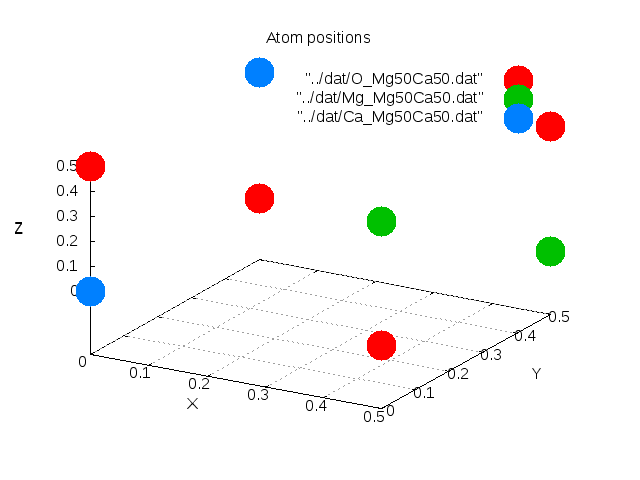 Atom positions
"../dat/O_Mg50Ca50.dat"
"../dat/Mg_Mg50Ca50.dat"
"../dat/Ca_Mg50Ca50.dat"
0.5
0.4
0.3
0.2
0.1
0
Z
0
0.1
0.2
0.3
0.4
0.5
X
0
0.1
0.2
0.3
0.4
0.5
Y